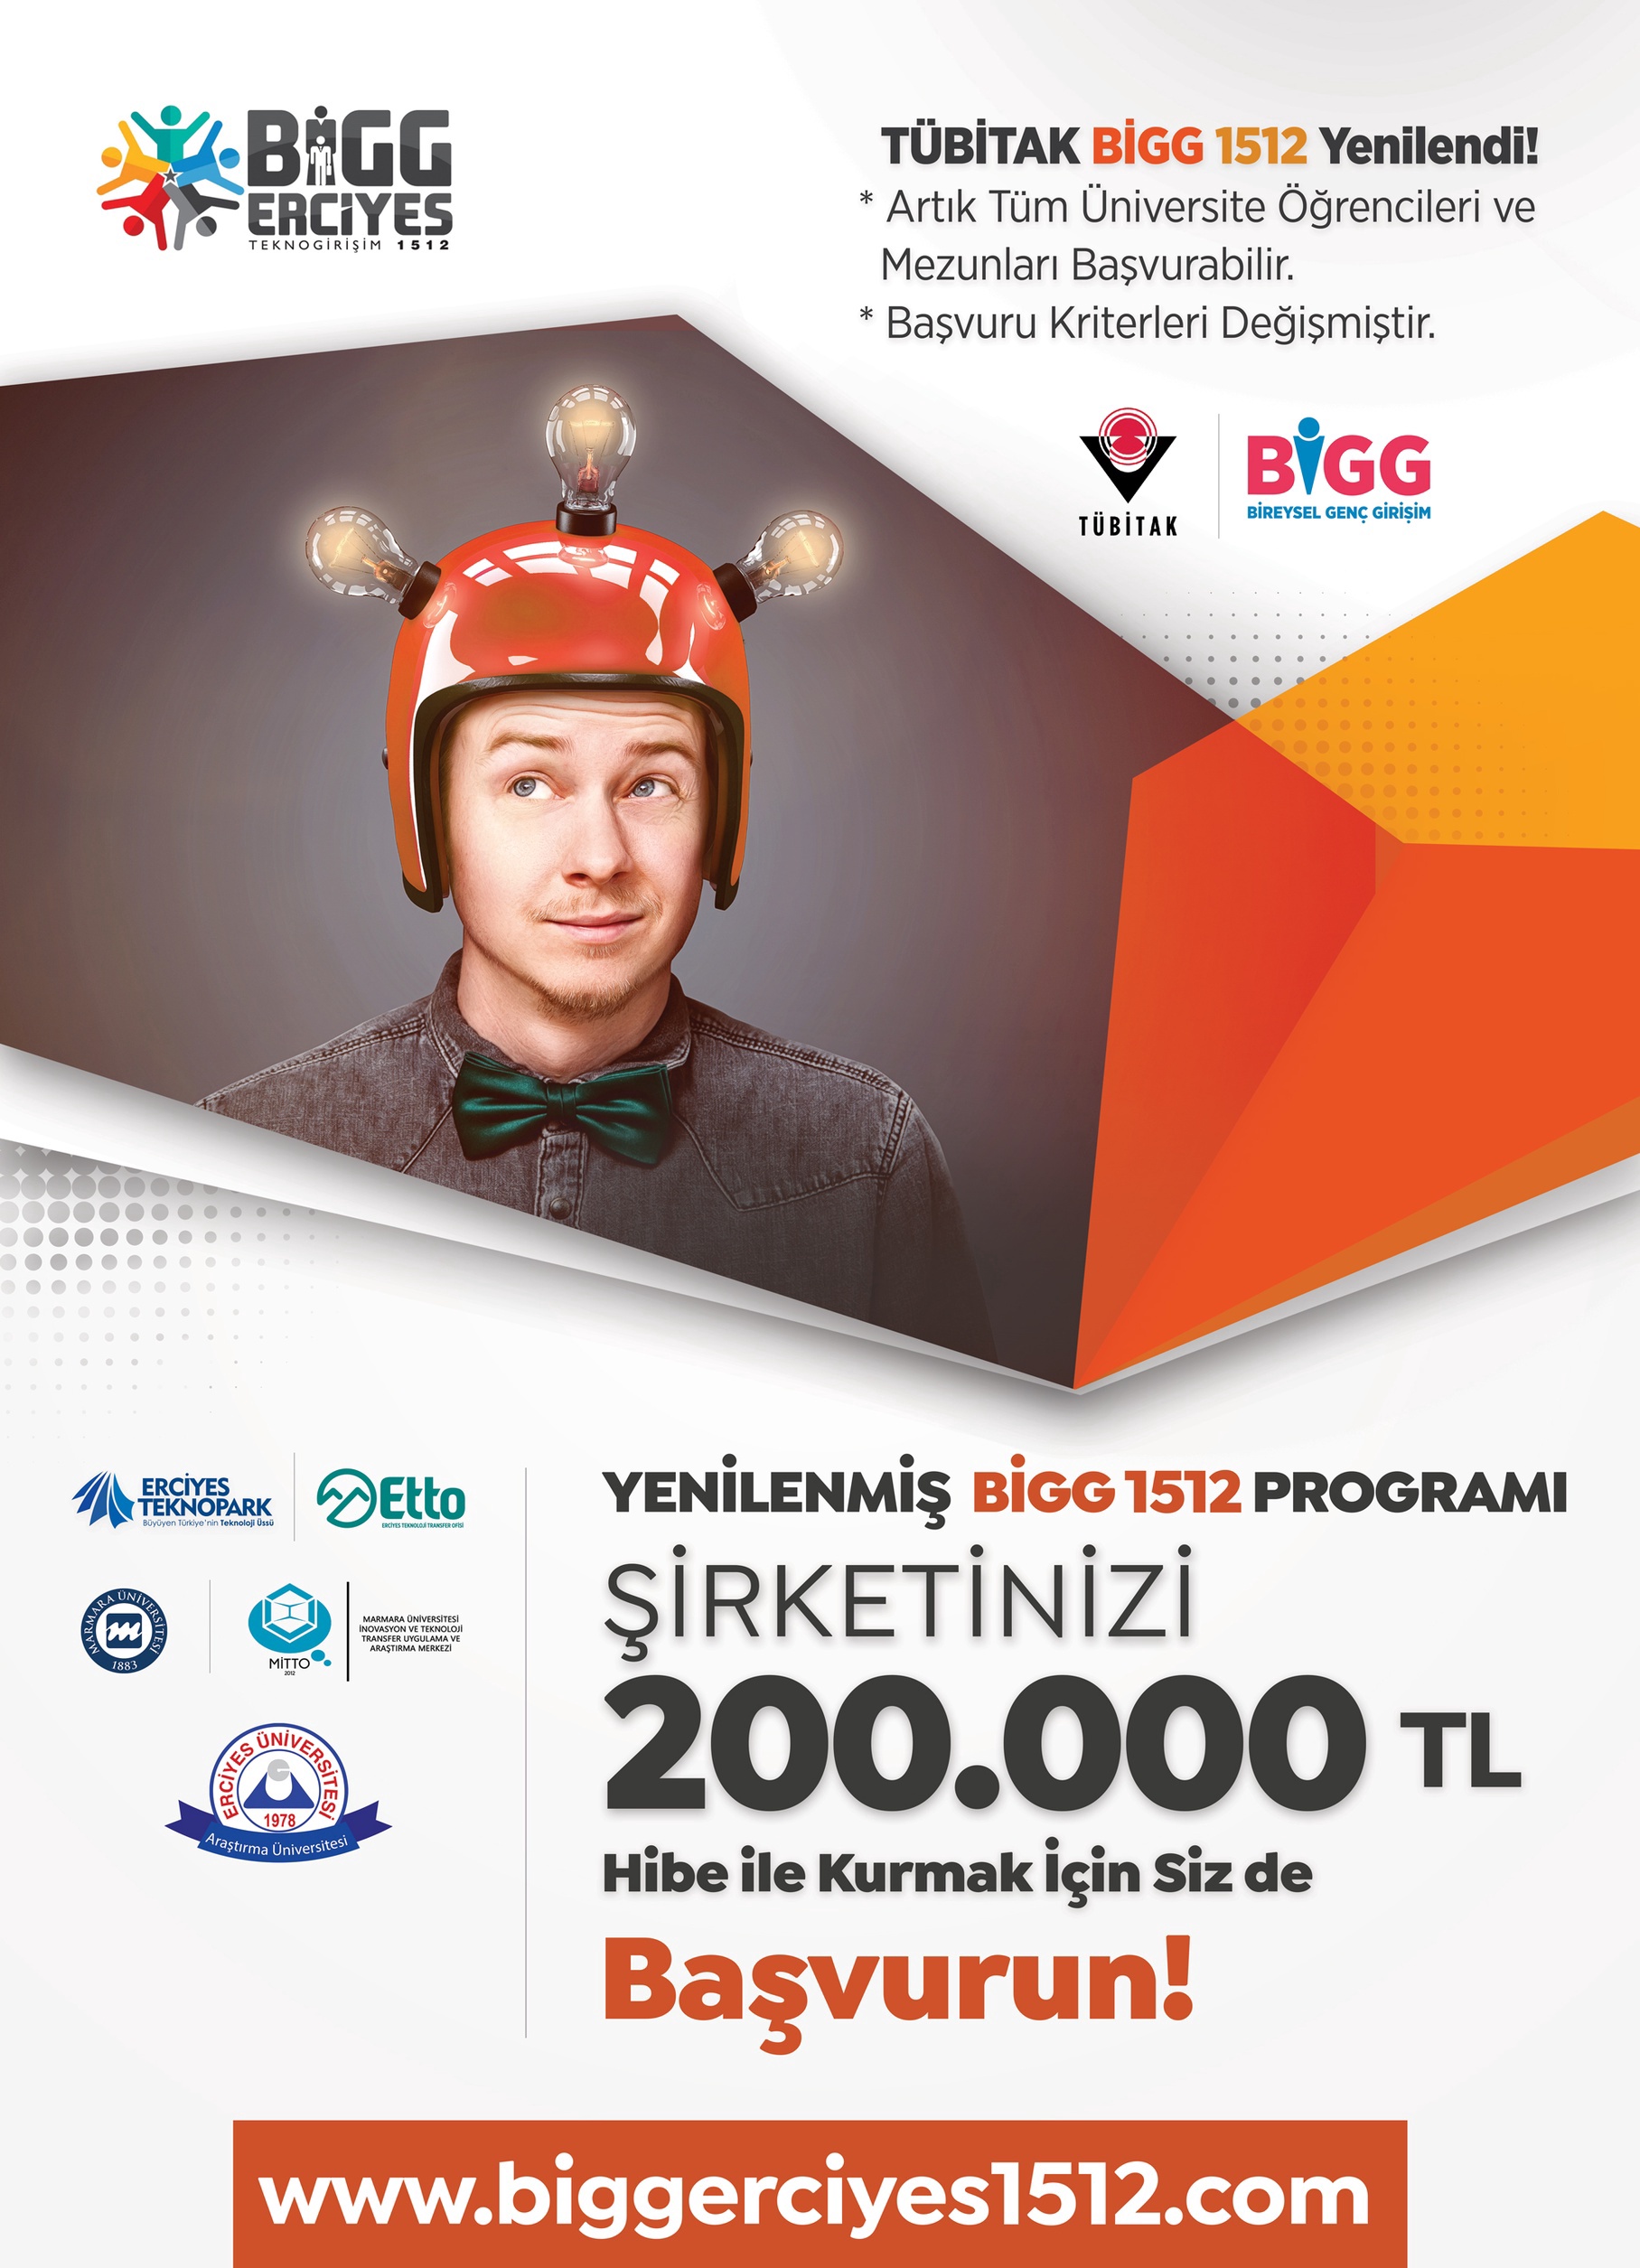 BİGG
ERCİYES
TEKNOGİRİŞİM 1512
TÜBİTAK BİGG 1512 Yenilendi!
* Artık Tüm Üniversite Öğrencileri ve
Mezunları Başvurabilir.
* Başvuru Kriterleri Değişmiştir.
TÜBİTAK
BİGG
BİREYSEL GENÇ GİRİŞİM
ERCİYES
TEKNOPARK
Büyüyen Türkiye'nin Teknoloji Üssü
Etto
ERCİYES TEKNOLOJİ TRANSFER OFİSİ
MARMARA ÜNİVERSİTESİ
1883
MİTTO
2012
MARMARA ÜNİVERSİTESİ
İNOVASYON VE TEKNOLOJİ
TRANSFER UYGULAMA VE
ARAŞTIRMA MERKEZİ
ERCİYES ÜNİVERSİTESİ
1978
Araştırma Üniversitesi
YENİLENMİŞ BİGG 1512 PROGRAMI
ŞİRKETİNİZİ
200.000 TL
Hibe ile Kurmak İçin Siz de
Başvurun!
www.biggerciyes1512.com